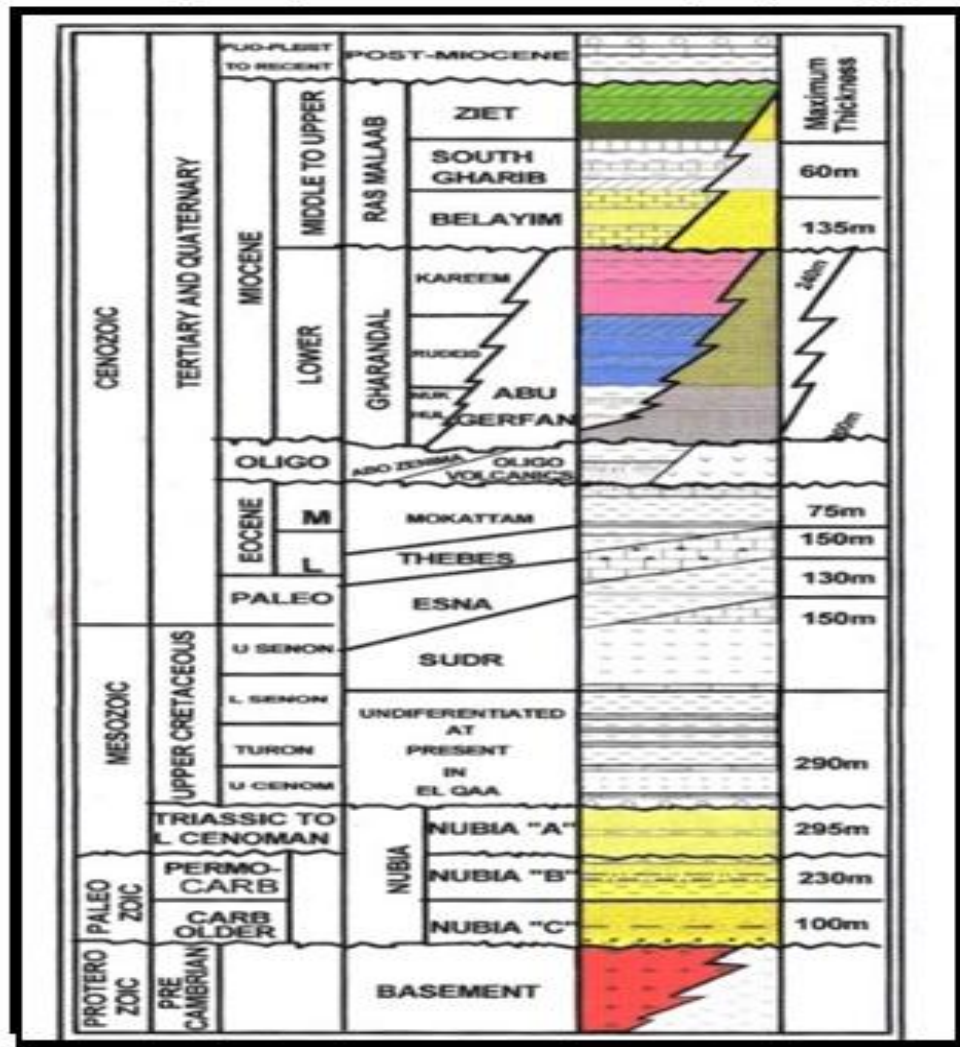 PLIO-PLEIST
TO RECENT
POST-MIOCENE
Maximum
Thickness
CENOZOIC
TERTIARY AND QUATERNARY
MIOCENE
MIDDLE TO UPPER
RAS MALAAB
ZIET
SOUTH
GHARIB
60m
BELAYIM
135m
LOWER
GHARANDAL
KAREEM
240m
RUDEIS
NUK
HUL
ABU
GERFAN
OLIGO
ABO ZENIMA
OLIGO
VOLCANICS
EOCENE
M
MOKATTAM
75m
L
THEBES
150m
PALEO
ESNA
130m
150m
MESOZOIC
UPPER CRETACEOUS
U SENON
SUDR
L SENON
TURON
U CENOM
UNDIFERENTIATED
AT
PRESENT
IN
EL QAA
290m
TRIASSIC TO
L CENOMAN
NUBIA
NUBIA "A"
295m
PALEO
ZOIC
PERMO-
CARB
NUBIA "B"
230m
CARB
OLDER
NUBIA "C"
100m
PROTERO
ZOIC
PRE
CAMBRIAN
BASEMENT